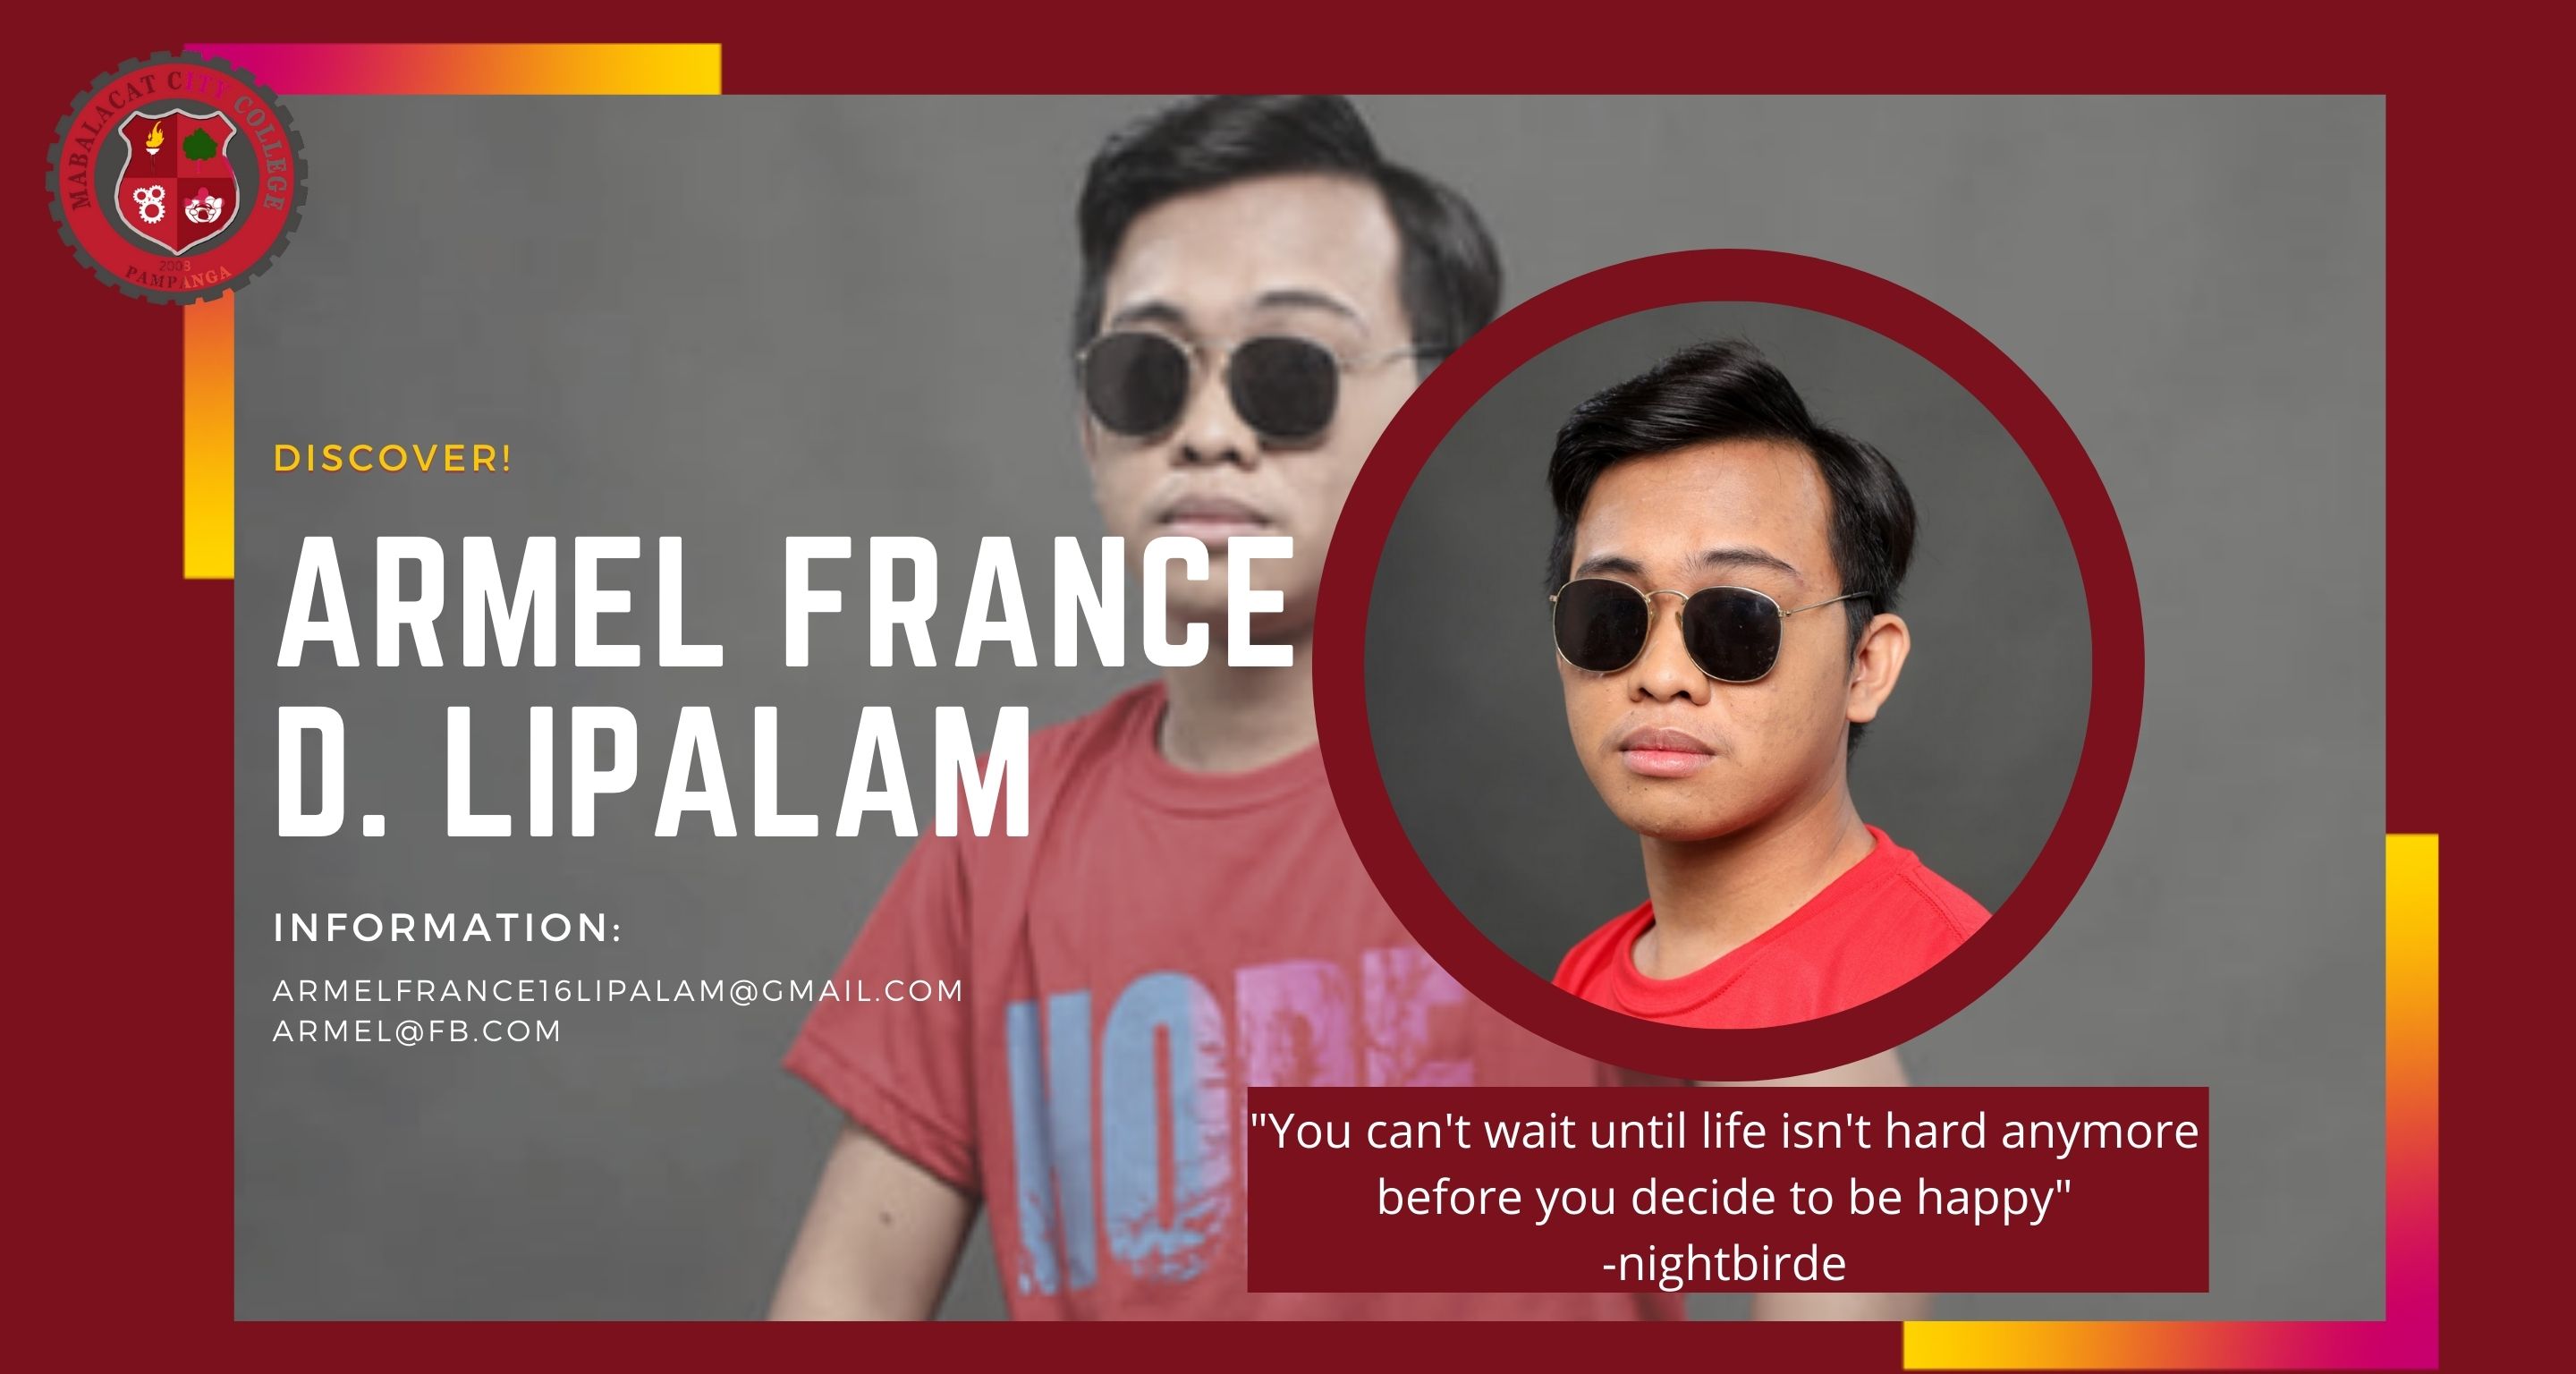 MABALACAT CITY COLLEGE
2008
PAMPANGA
DISCOVER!
ARMEL FRANCE
D. LIPALAM
INFORMATION:
ARMELFRANCE16LIPALAM@GMAIL.COM
ARMEL@FB.COM
"You can't wait until life isn't hard anymore
before you decide to be happy"
-nightbirde